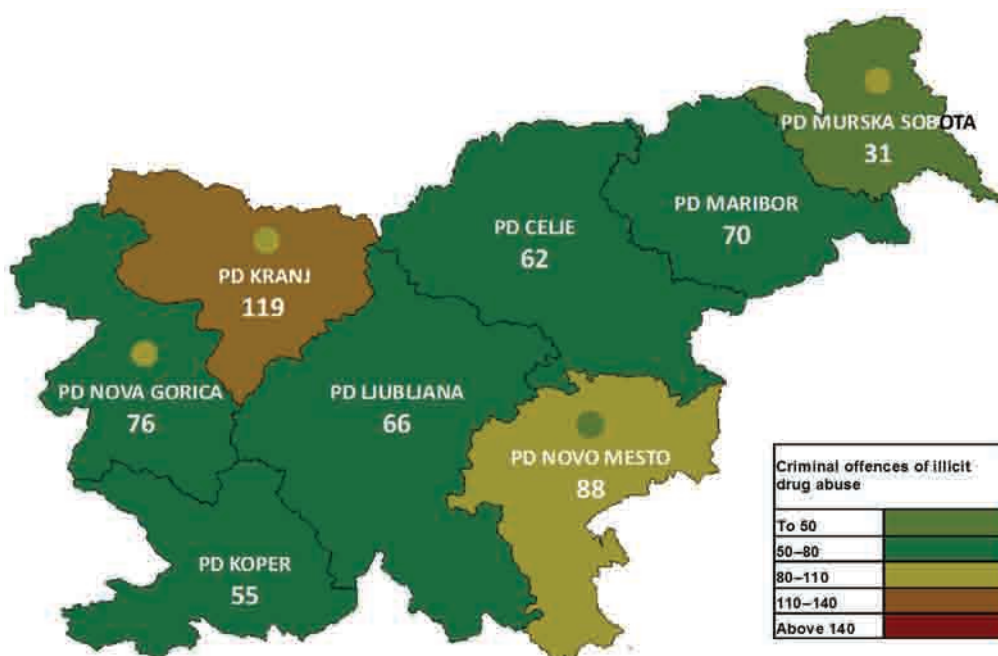 PD MURSKA SOBOTA
31
PD MARIBOR
70
PD CELJE
62
PD KRANJ
119
PD NOVA GORICA
76
PD LJUBLJANA
66
PD NOVO MESTO
88
PD KOPER
55
Criminal offences of illicit
drug abuse
To 50
50–80
80–110
110–140
Above 140